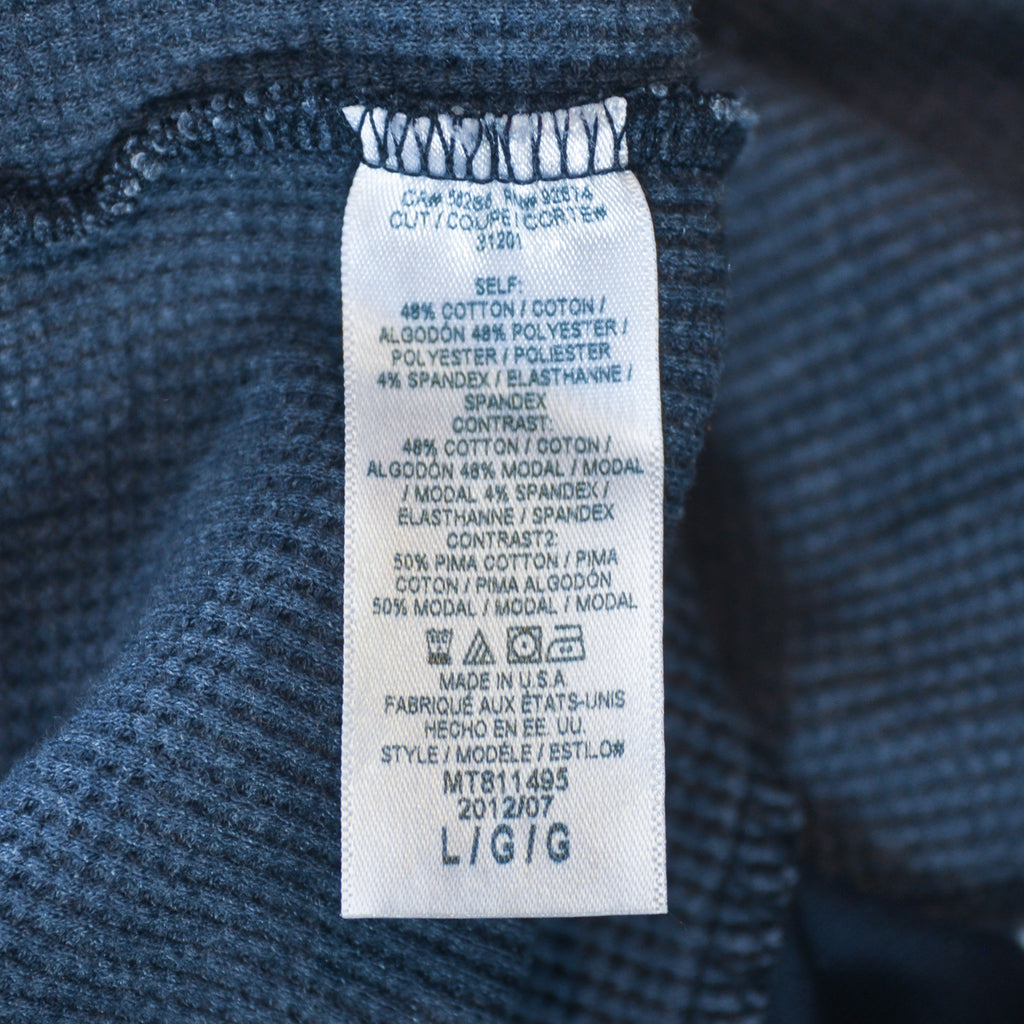 CUT / COUPE / CORTE#
31201
SELF:
48% COTTON / COTON /
ALGODÓN 48% POLYESTER /
POLYESTER / POLIESTER
4% SPANDEX / ELASTHANNE /
SPANDEX
CONTRAST:
48% COTTON / COTON /
ALGODÓN 48% MODAL / MODAL
/ MODAL 4% SPANDEX /
ELASTHANNE / SPANDEX
CONTRAST2:
50% PIMA COTTON / PIMA
COTON / PIMA ALGODÓN
50% MODAL / MODAL / MODAL
MADE IN U.S.A
FABRIQUÉ AUX ÉTATS-UNIS
HECHO EN EE. UU.
STYLE / MODÈLE / ESTILO#
MT811495
2012/07
L / G / G